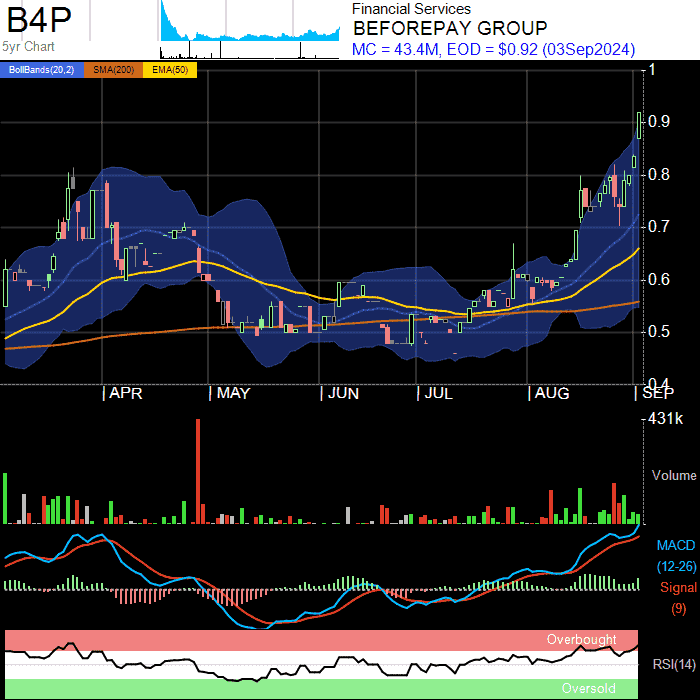 B4P
5yr Chart
Financial Services
BEFOREPAY GROUP
MC = 43.4M, EOD = $0.92 (03Sep2024)
BollBands(20,2) SMA(200) EMA(50)
1
0.9
0.8
0.7
0.6
0.5
0.4
APR MAY JUN JUL AUG SEP
431k
Volume
MACD
(12-26)
Signal
(9)
Overbought
RSI(14)
Oversold